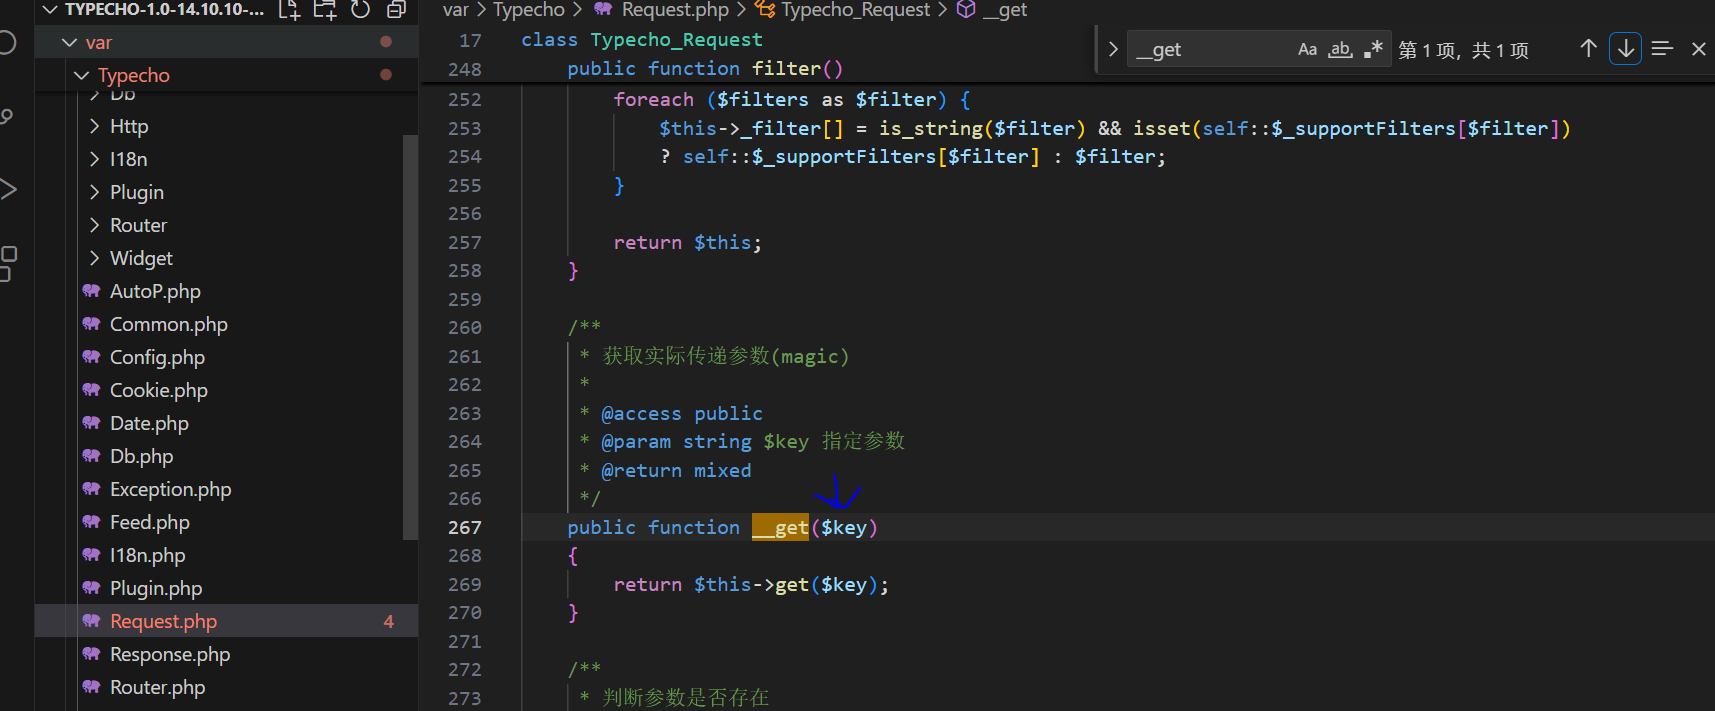 TYPECHO-1.0-14.10.10-...
var
Typecho
Db
Http
I18n
Plugin
Router
Widget
AutoP.php
Common.php
Config.php
Cookie.php
Date.php
Db.php
Exception.php
Feed.php
I18n.php
Plugin.php
Request.php 4
Response.php
Router.php
var > Typecho > Request.php > Typecho_Request > __get
__get Aa ab .* 第 1 项，共 1 项
17 class Typecho_Request
248 public function filter()
252 foreach ($filters as $filter) {
253 $this->_filter[] = is_string($filter) && isset(self::$_supportFilters[$filter])
254 ? self::$_supportFilters[$filter] : $filter;
255 }
256
257 return $this;
258 }
259
260 /**
261 * 获取实际传递参数(magic)
262 *
263 * @access public
264 * @param string $key 指定参数
265 * @return mixed
266 */
267 public function __get($key)
268 {
269 return $this->get($key);
270 }
271
272 /**
273 * 判断参数是否存在